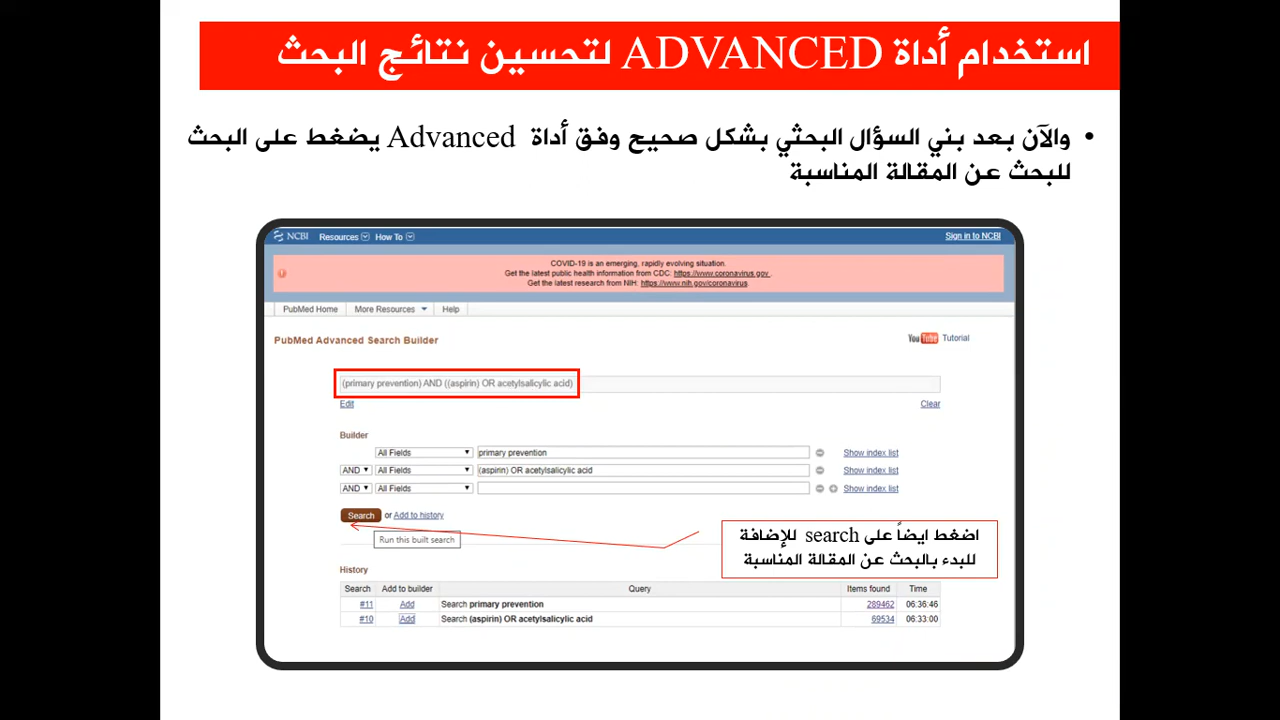 استخدام أداة ADVANCED لتحسين نتائج البحث
• والآن بعد بني السؤال البحثي بشكل صحيح وفق أداة Advanced يضغط على البحث
للبحث عن المقالة المناسبة
NCBI Resources How To Sign in to NCBI
COVID-19 is an emerging, rapidly evolving situation.
Get the latest public health information from CDC: https://www.coronavirus.gov.
Get the latest research from NIH: https://www.nih.gov/coronavirus.
PubMed Home More Resources Help
PubMed Advanced Search Builder
YouTube Tutorial
(primary prevention) AND ((aspirin) OR acetylsalicylic acid)
Edit Clear
Builder
All Fields primary prevention Show index list
AND All Fields (aspirin) OR acetylsalicylic acid Show index list
AND All Fields Show index list
Search or Add to history
Run this built search
اضغط ايضاً على search للإضافة
للبدء بالبحث عن المقالة المناسبة
History
Search Add to builder Query Items found Time
#11 Add Search primary prevention 289462 06:36:46
#10 Add Search (aspirin) OR acetylsalicylic acid 69534 06:33:00